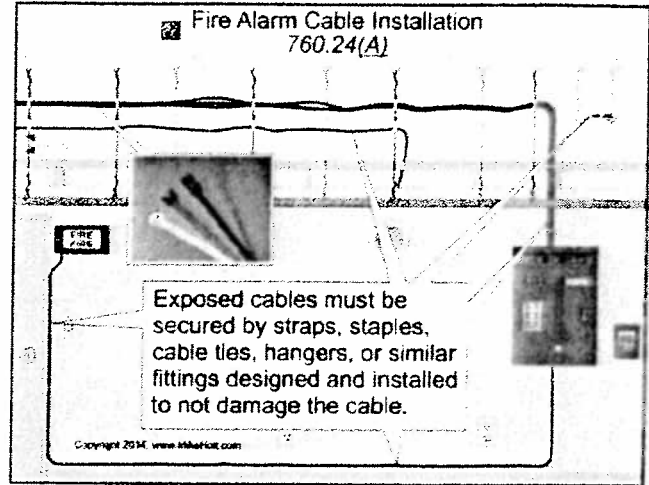 Fire Alarm Cable Installation
760.24(A)
FIRE
FIRE
Exposed cables must be
secured by straps, staples,
cable ties, hangers, or similar
fittings designed and installed
to not damage the cable.
Copyright 2014, www.MikeHolt.com